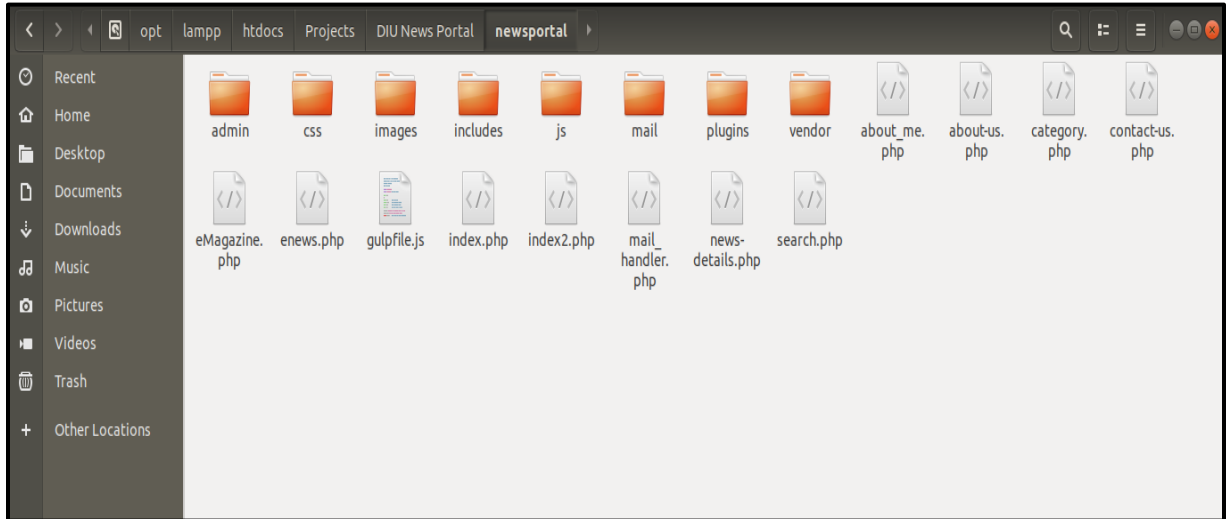 opt lampp htdocs Projects DIU News Portal newsportal
Recent
Home
Desktop
Documents
Downloads
Music
Pictures
Videos
Trash
Other Locations
admin css images includes js mail plugins vendor about_me. about-us. category. contact-us.
php php php php
eMagazine. enews.php gulpfile.js index.php index2.php mail_ news- search.php
php handler. details.php
php